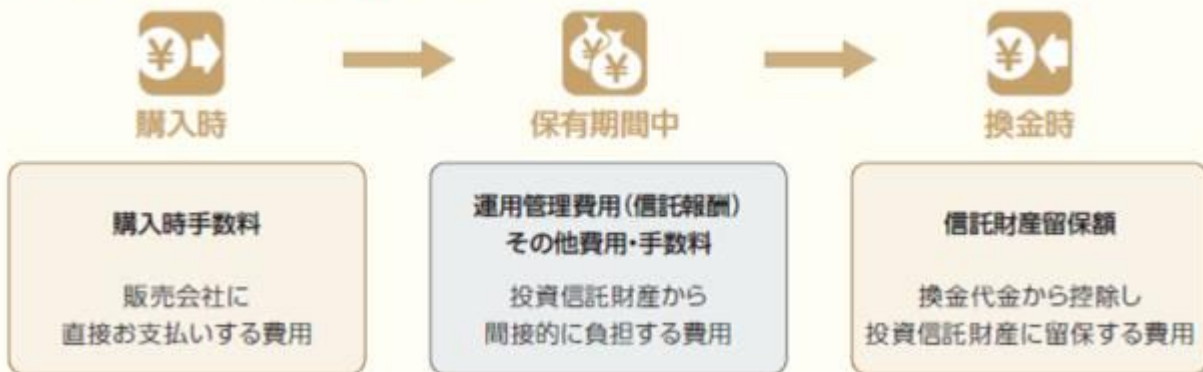 購入時
保有期間中
換金時
購入時手数料
販売会社に
直接お支払いする費用
運用管理費用(信託報酬)
その他費用・手数料
投資信託財産から
間接的に負担する費用
信託財産留保額
換金代金から控除し
投資信託財産に留保する費用